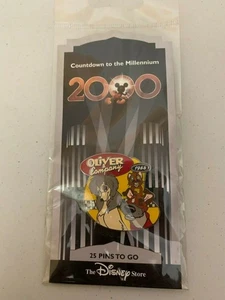 Countdown to the Millennium
2000
OLIVER
& Company
1988
25 PINS TO GO
The DISNEY Store